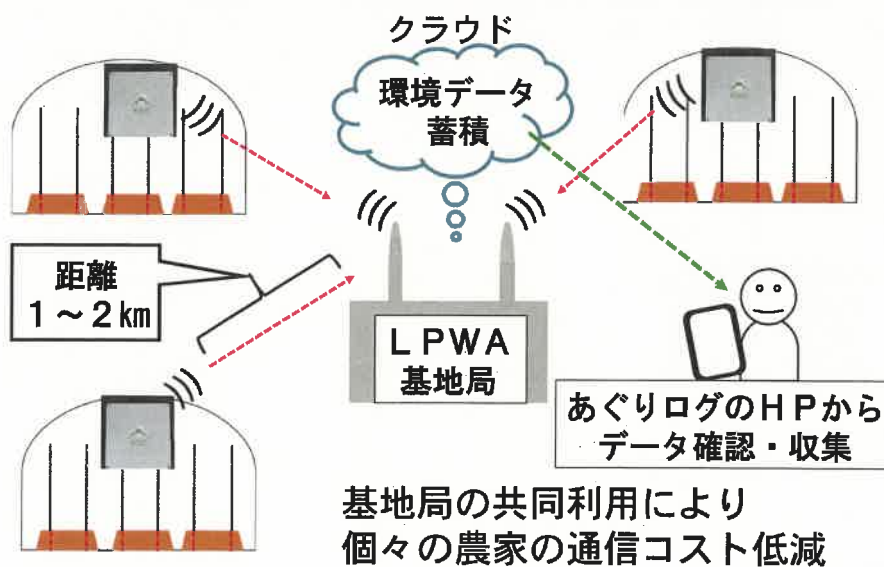 クラウド
環境データ
蓄積
距離
１～２㎞
ＬＰＷＡ
基地局
あぐりログのＨＰから
データ確認・収集
基地局の共同利用により
個々の農家の通信コスト低減